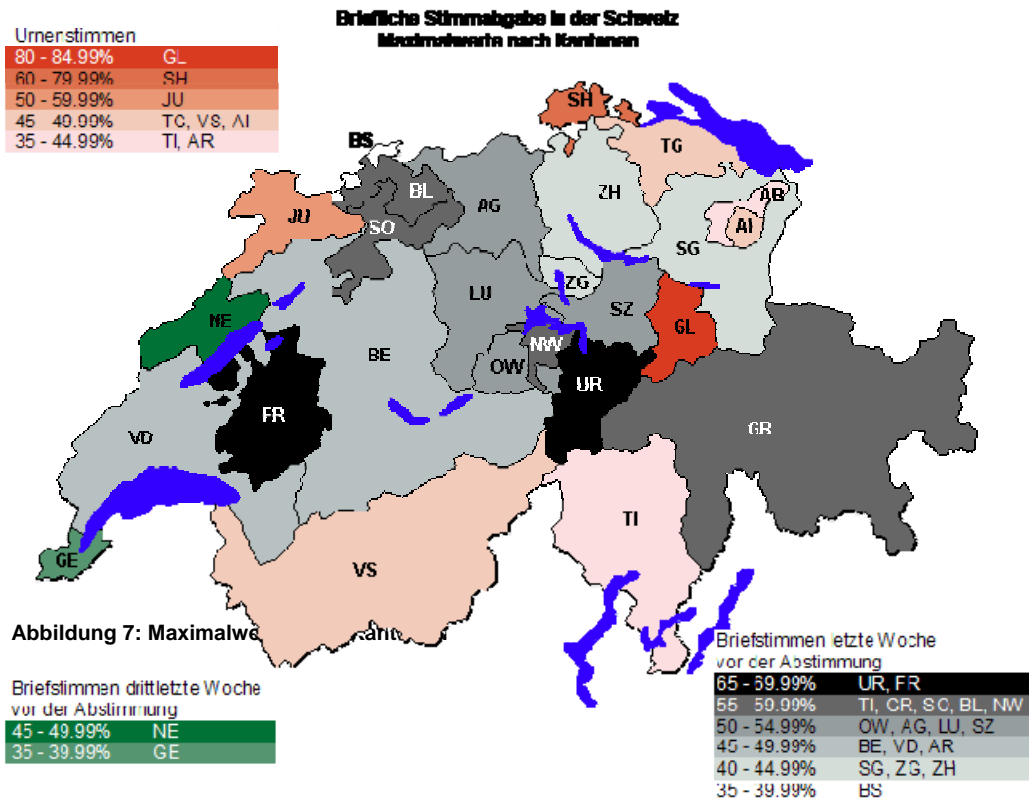 Briefliche Stimmabgabe in der Schweiz
Maximalwerte nach Kantonen
Urnenstimmen
80 - 84.99% GL
60 - 79.99% SH
50 - 59.99% JU
45 - 49.99% TG, VS, AI
35 - 44.99% TI, AR
SH
BS
TG
BL
ZH
AR
JU
SO
AG
AI
SG
ZG
LU
SZ
NE
GL
BE
NW
OW
UR
FR
VD
GR
TI
GE
VS
Abbildung 7: Maximalwe
Briefstimmen drittletzte Woche
vor der Abstimmung
45 - 49.99% NE
35 - 39.99% GE
Briefstimmen letzte Woche
vor der Abstimmung
65 - 69.99% UR, FR
55 - 59.99% TI, GR, SO, BL, NW
50 - 54.99% OW, AG, LU, SZ
45 - 49.99% BE, VD, AR
40 - 44.99% SG, ZG, ZH
35 - 39.99% BS